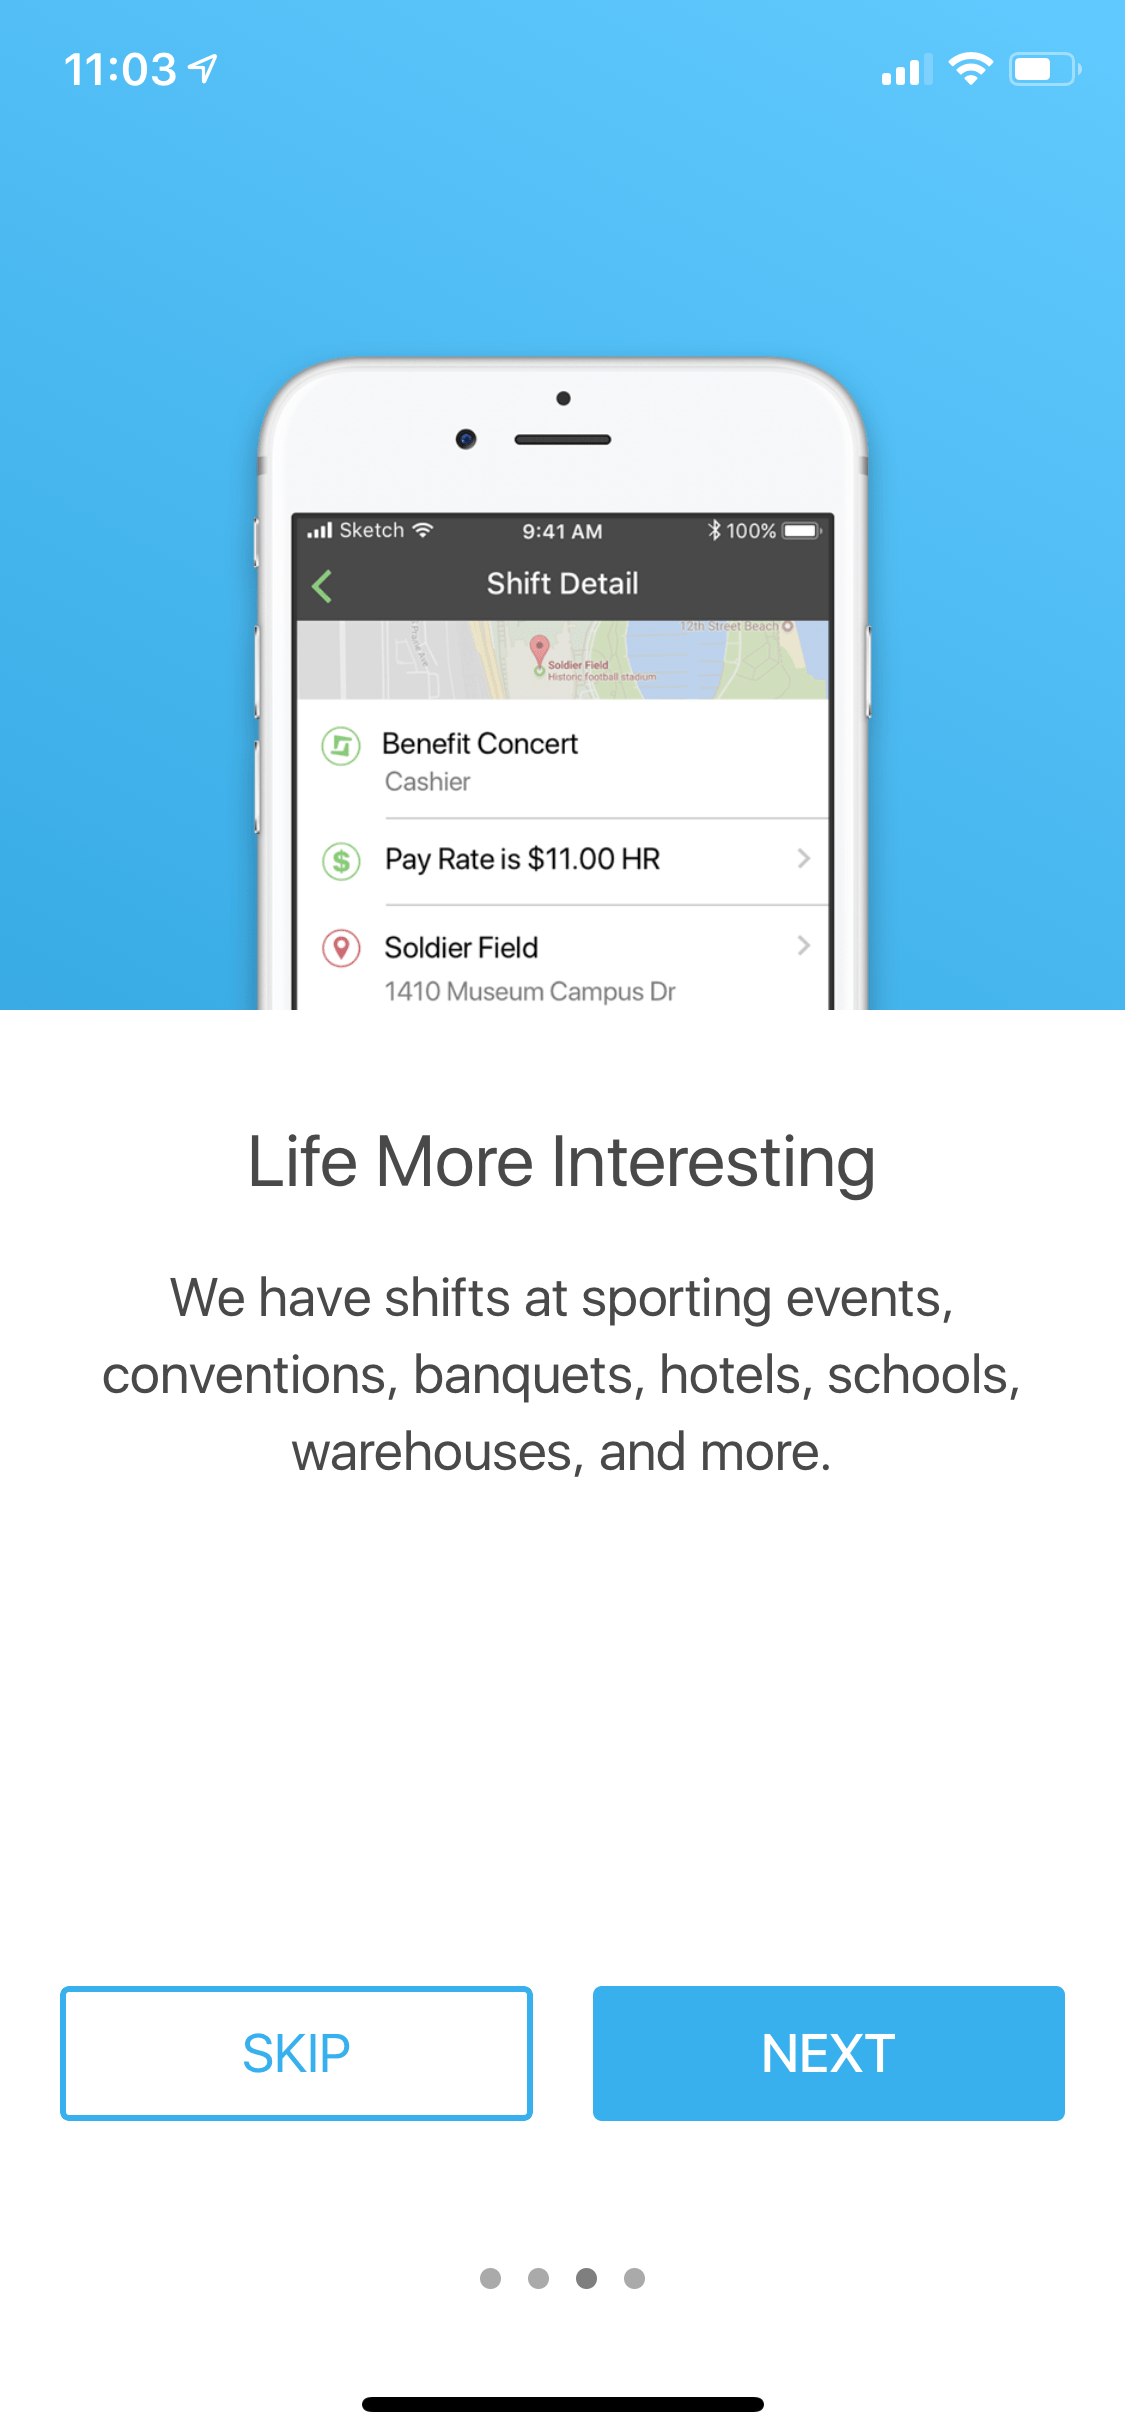 11:03
Sketch 9:41 AM 100%
Shift Detail
12th Street Beach
Soldier Field
Historic football stadium
Benefit Concert
Cashier
$ Pay Rate is $11.00 HR
Soldier Field
1410 Museum Campus Dr
Life More Interesting
We have shifts at sporting events,
conventions, banquets, hotels, schools,
warehouses, and more.
SKIP NEXT